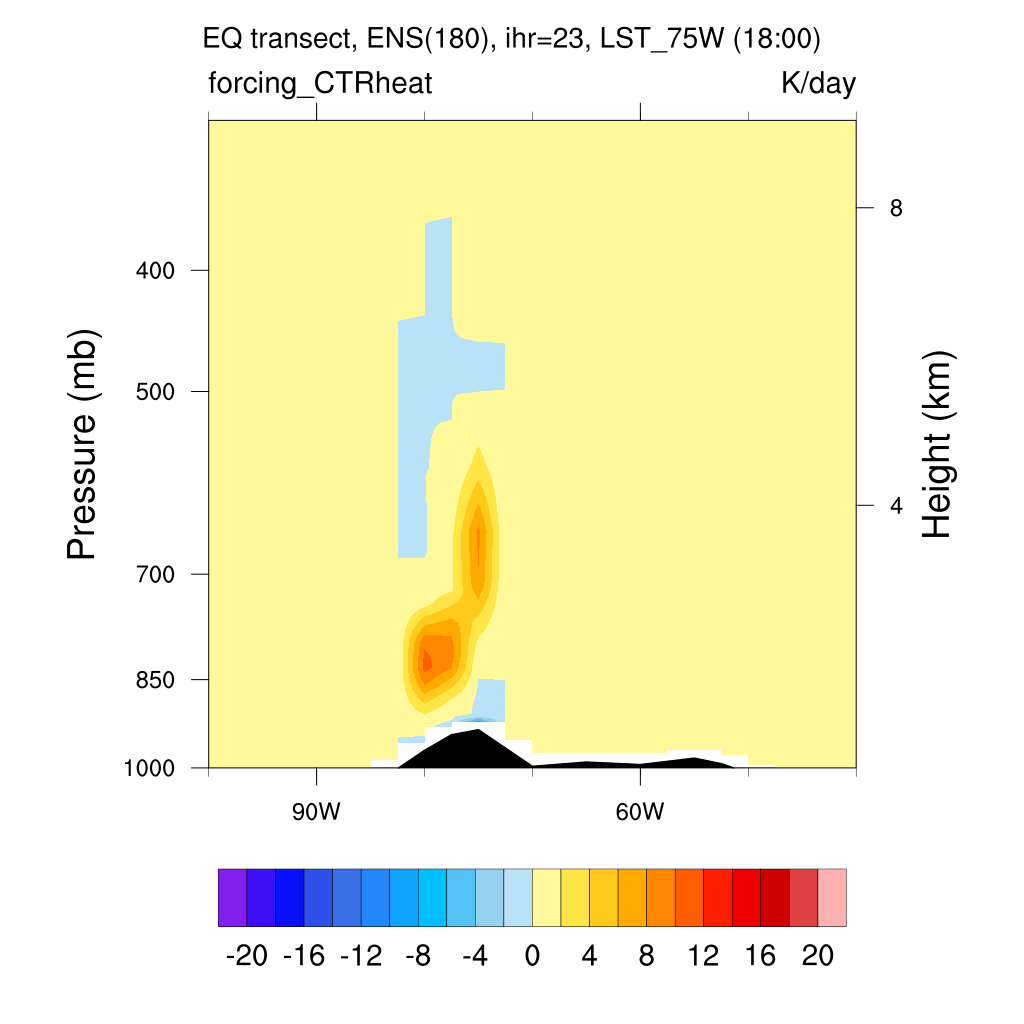 EQ transect, ENS(180), ihr=23, LST_75W (18:00)
forcing_CTRheat K/day
8
400
Pressure (mb)
500
Height (km)
4
700
850
1000
90W 60W
-20 -16 -12 -8 -4 0 4 8 12 16 20